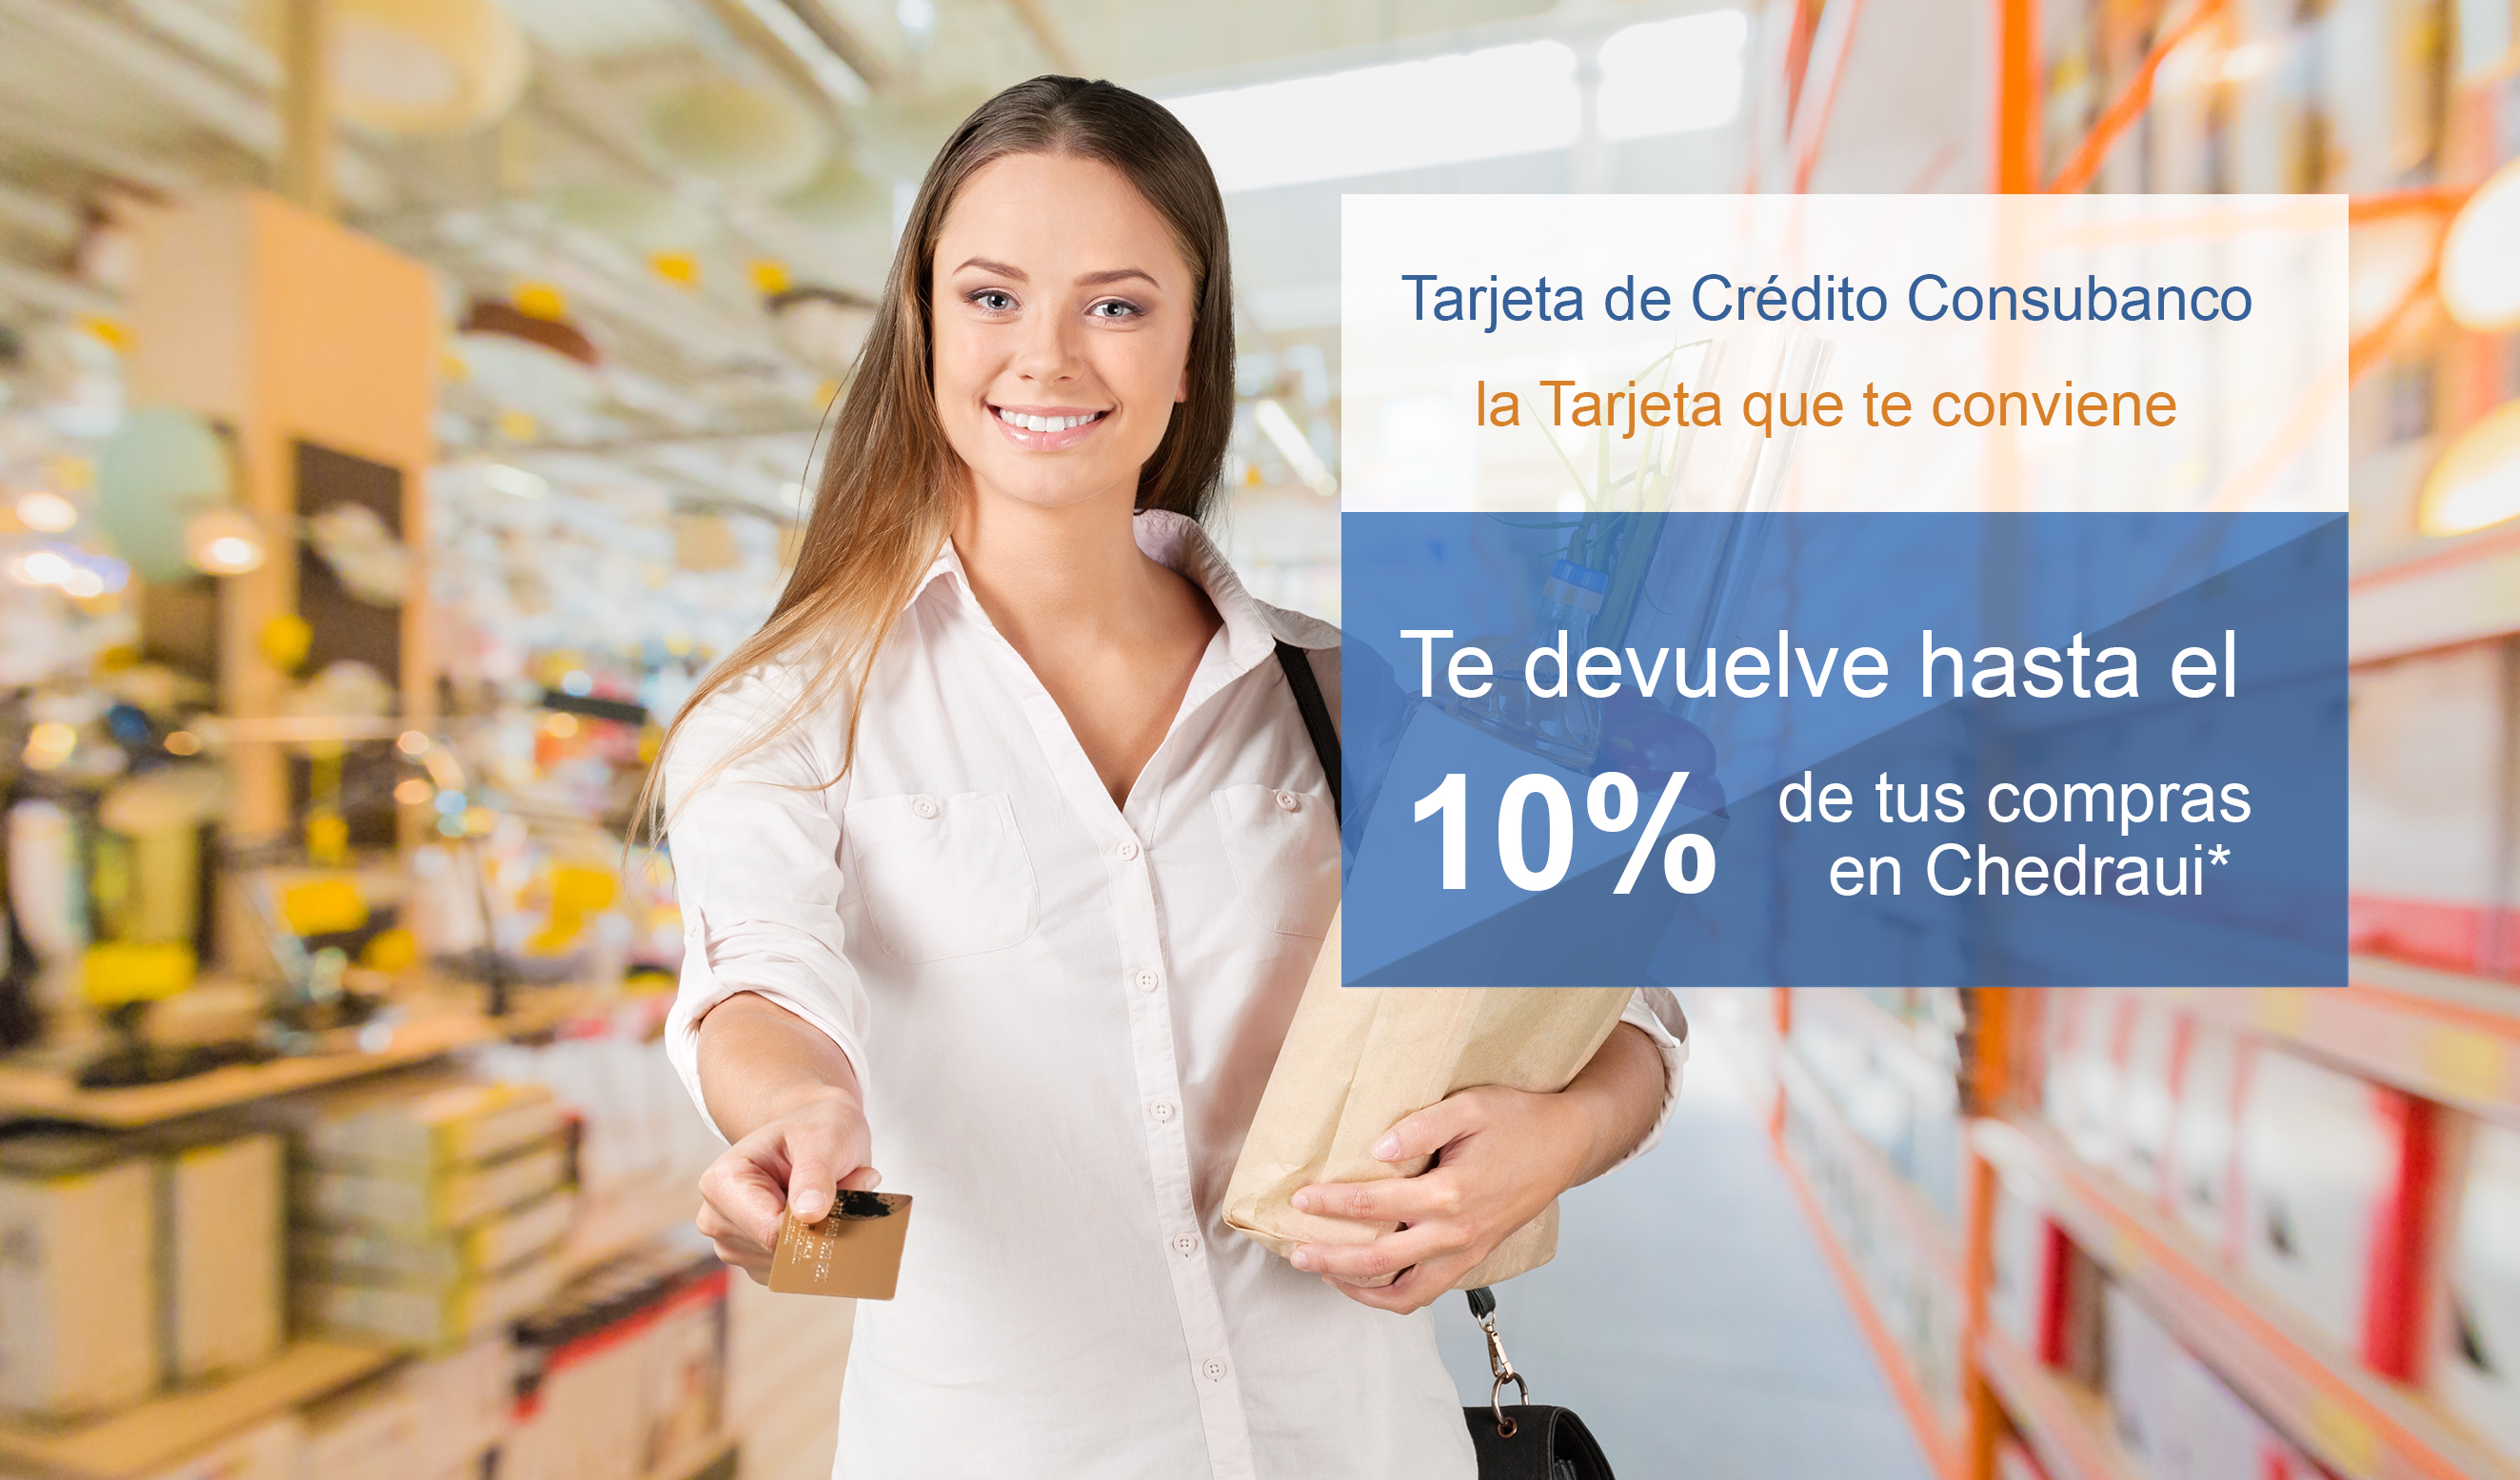 Tarjeta de Crédito Consubanco
la Tarjeta que te conviene
Te devuelve hasta el
10% de tus compras
en Chedraui*